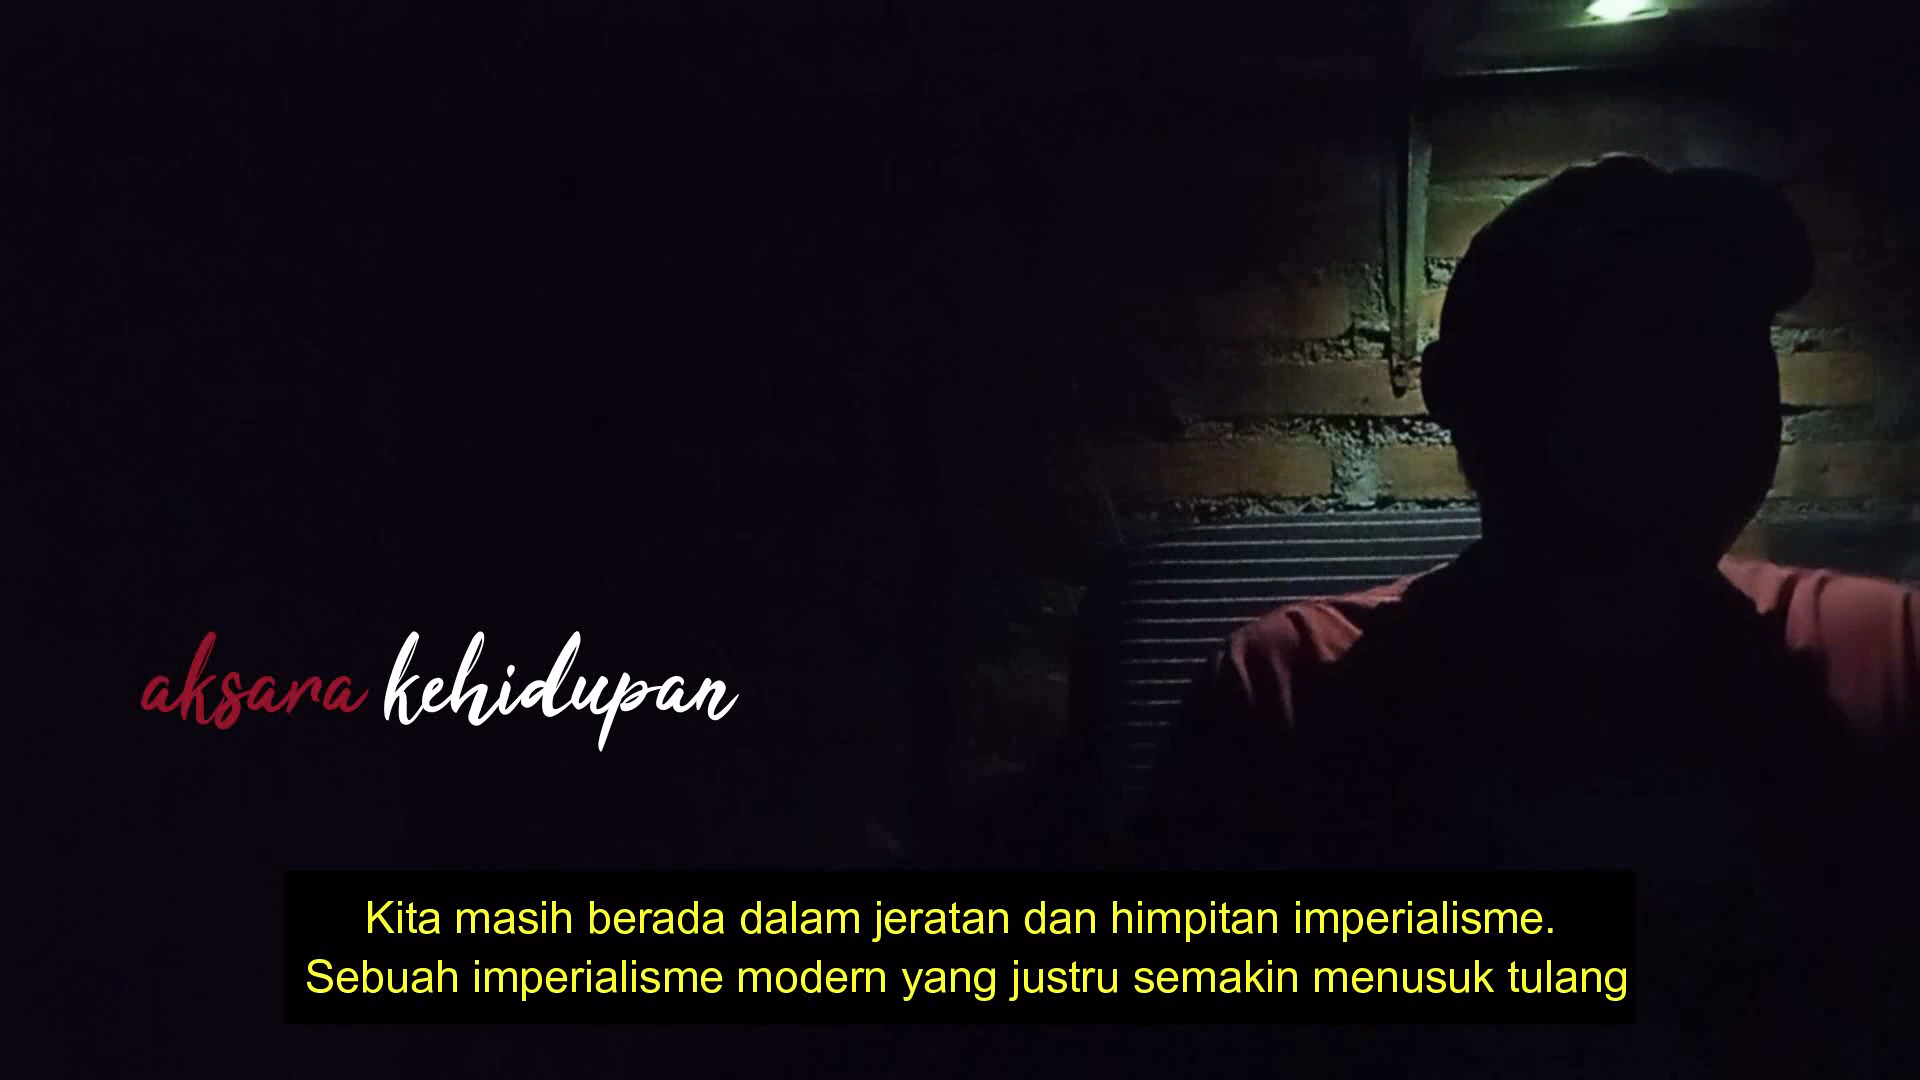 aksara kehidupan
Kita masih berada dalam jeratan dan himpitan imperialisme.
Sebuah imperialisme modern yang justru semakin menusuk tulang